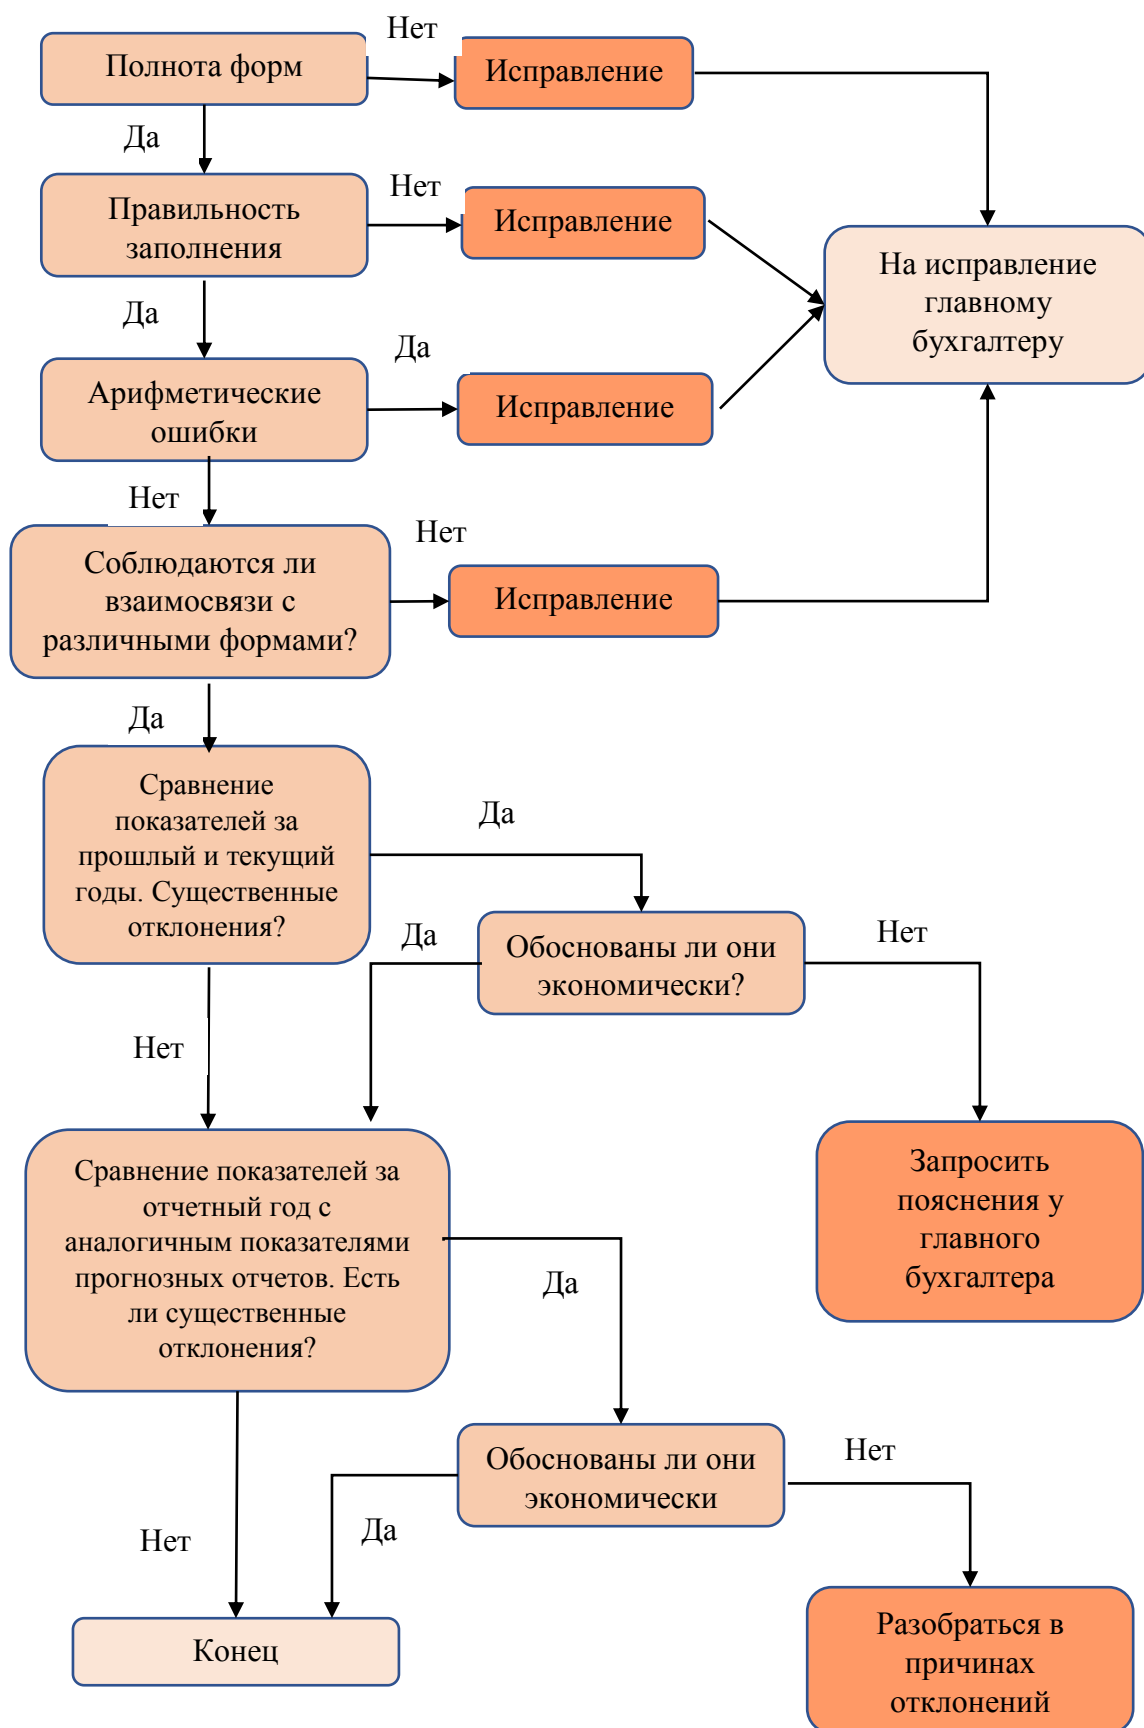 Нет
Полнота форм
Исправление
Да
Правильность
заполнения
Нет
Исправление
На исправление
главному
бухгалтеру
Да
Арифметические
ошибки
Да
Исправление
Нет
Соблюдаются ли
взаимосвязи с
различными формами?
Нет
Исправление
Да
Сравнение
показателей за
прошлый и текущий
годы. Существенные
отклонения?
Да
Обоснованы ли они
экономически?
Да
Нет
Нет
Запросить
пояснения у
главного
бухгалтера
Сравнение показателей за
отчетный год с
аналогичным показателями
прогнозных отчетов. Есть
ли существенные
отклонения?
Да
Обоснованы ли они
экономически
Нет
Да
Нет
Конец
Разобраться в
причинах
отклонений